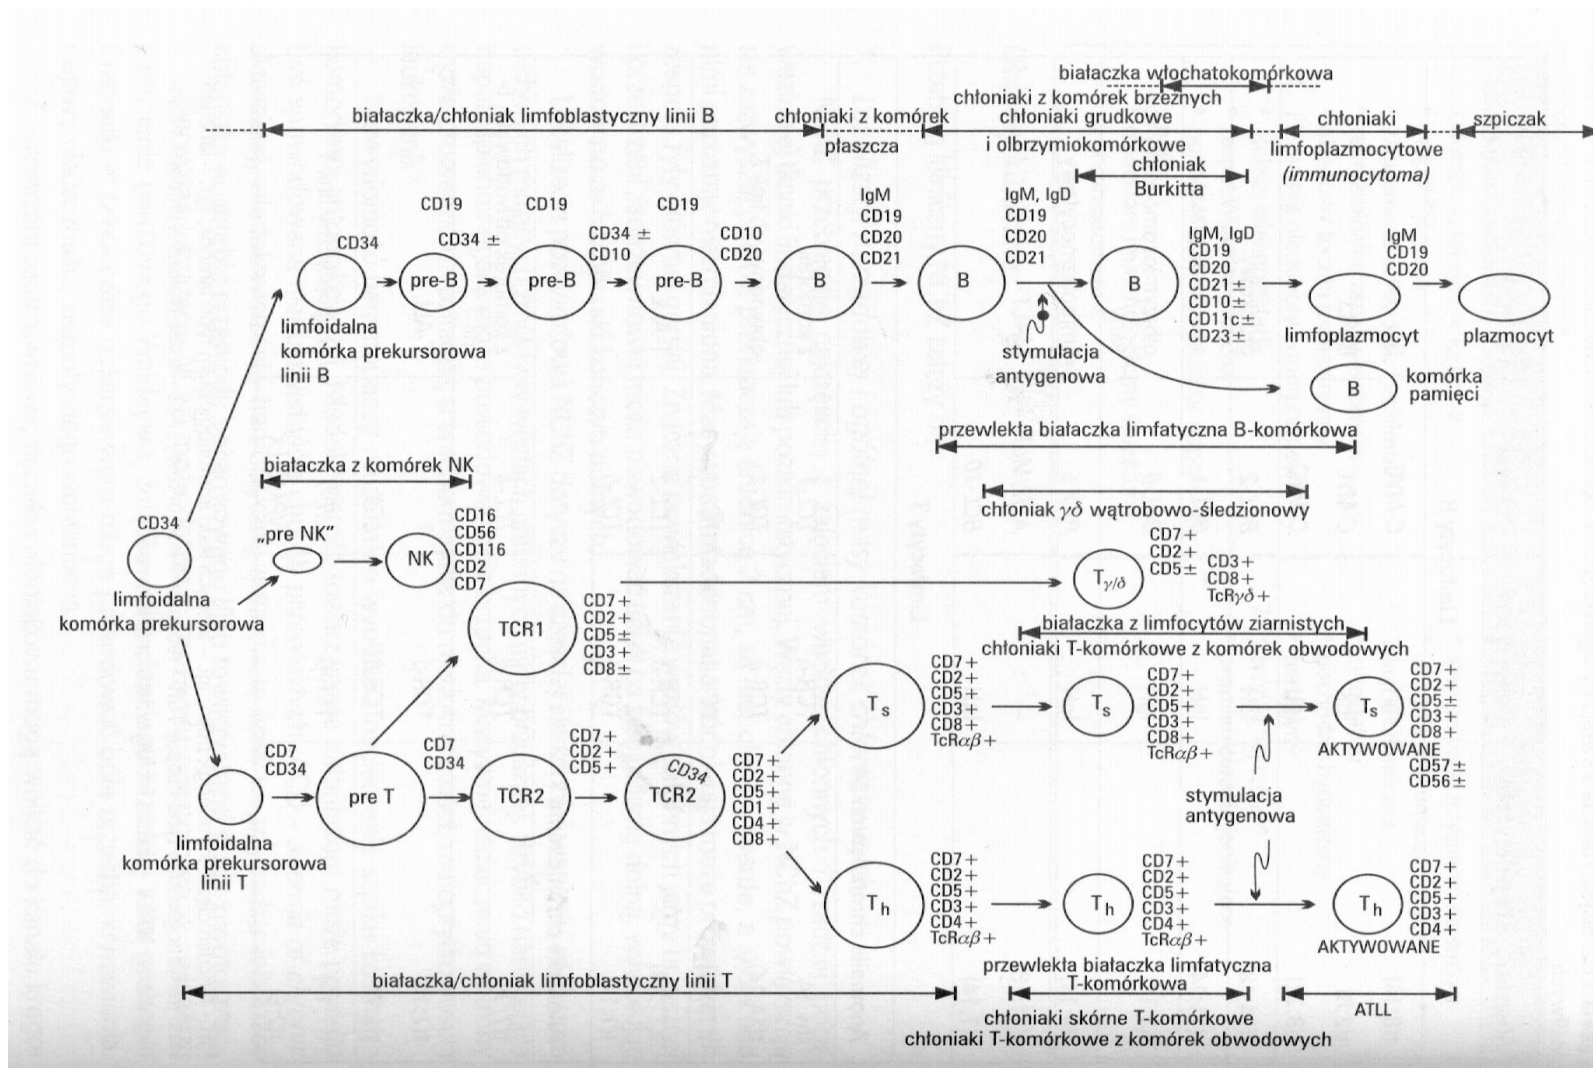 białaczka włochatokomórkowa
chłoniaki z komórek brzeżnych
białaczka/chłoniak limfoblastyczny linii B
chłoniaki z komórek
płaszcza
chłoniaki grudkowe
i olbrzymiokomórkowe
chłoniak
Burkitta
chłoniaki
limfoplazmocytowe
(immunocytoma)
szpiczak
CD34
CD19
CD34 ±
pre-B
CD19
pre-B
CD34 ±
CD10
CD19
pre-B
CD10
CD20
B
IgM
CD19
CD20
CD21
B
IgM, IgD
CD19
CD20
CD21
B
IgM, IgD
CD19
CD20
CD21±
CD10±
CD11c±
CD23±
IgM
CD19
CD20
limfoidalna
komórka prekursorowa
linii B
stymulacja
antygenowa
limfoplazmocyt
plazmocyt
B
komórka
pamięci
przewlekła białaczka limfatyczna B-komórkowa
białaczka z komórek NK
chłoniak γδ wątrobowo-śledzionowy
CD34
limfoidalna
komórka prekursorowa
„pre NK”
NK
CD16
CD56
CD116
CD2
CD7
TCR1
CD7+
CD2+
CD5±
CD3+
CD8±
Tγ/δ
CD7+
CD2+
CD5±
CD3+
CD8+
TcRγδ+
białaczka z limfocytów ziarnistych
chłoniaki T-komórkowe z komórek obwodowych
Ts
CD7+
CD2+
CD5+
CD3+
CD8+
TcRαβ+
Ts
CD7+
CD2+
CD5+
CD3+
CD8+
TcRαβ+
Ts
CD7+
CD2+
CD5±
CD3+
CD8+
AKTYWOWANE
CD57±
CD56±
CD7
CD34
pre T
CD7
CD34
TCR2
CD7+
CD2+
CD5+
CD34
TCR2
CD7+
CD2+
CD5+
CD1+
CD4+
CD8+
stymulacja
antygenowa
limfoidalna
komórka prekursorowa
linii T
Th
CD7+
CD2+
CD5+
CD3+
CD4+
TcRαβ+
Th
CD7+
CD2+
CD5+
CD3+
CD4+
TcRαβ+
Th
CD7+
CD2+
CD5+
CD3+
CD4+
AKTYWOWANE
białaczka/chłoniak limfoblastyczny linii T
przewlekła białaczka limfatyczna
T-komórkowa
ATLL
chłoniaki skórne T-komórkowe
chłoniaki T-komórkowe z komórek obwodowych